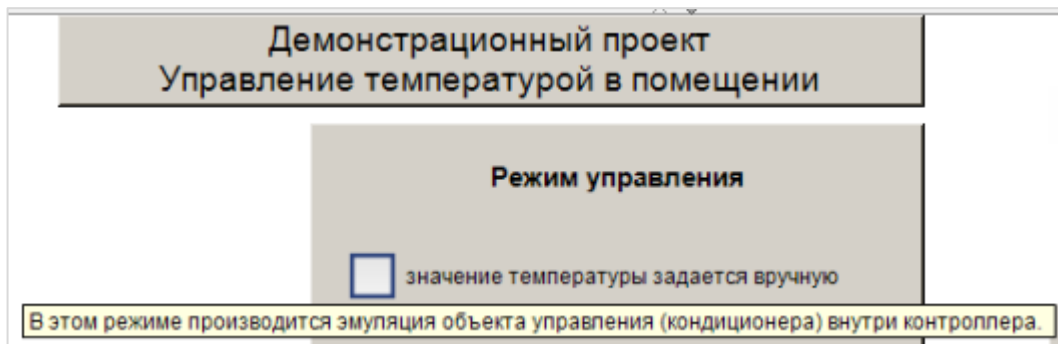 Демонстрационный проект
Управление температурой в помещении
Режим управления
значение температуры задается вручную
В этом режиме производится эмуляция объекта управления (кондиционера) внутри контроллера.